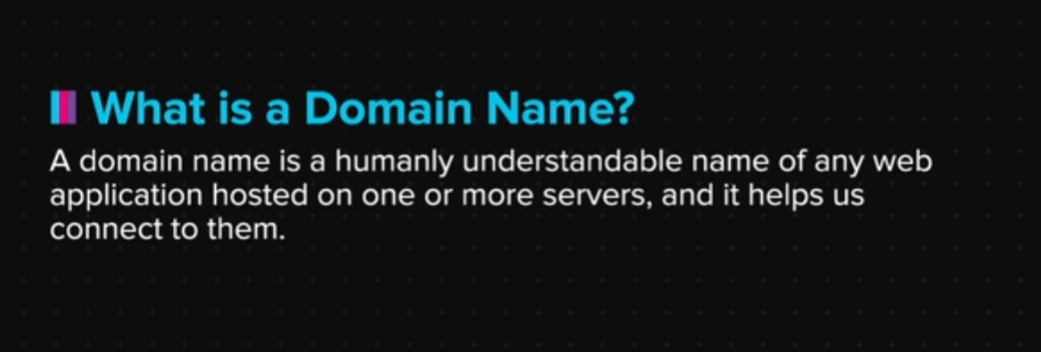 What is a Domain Name?
A domain name is a humanly understandable name of any web
application hosted on one or more servers, and it helps us
connect to them.